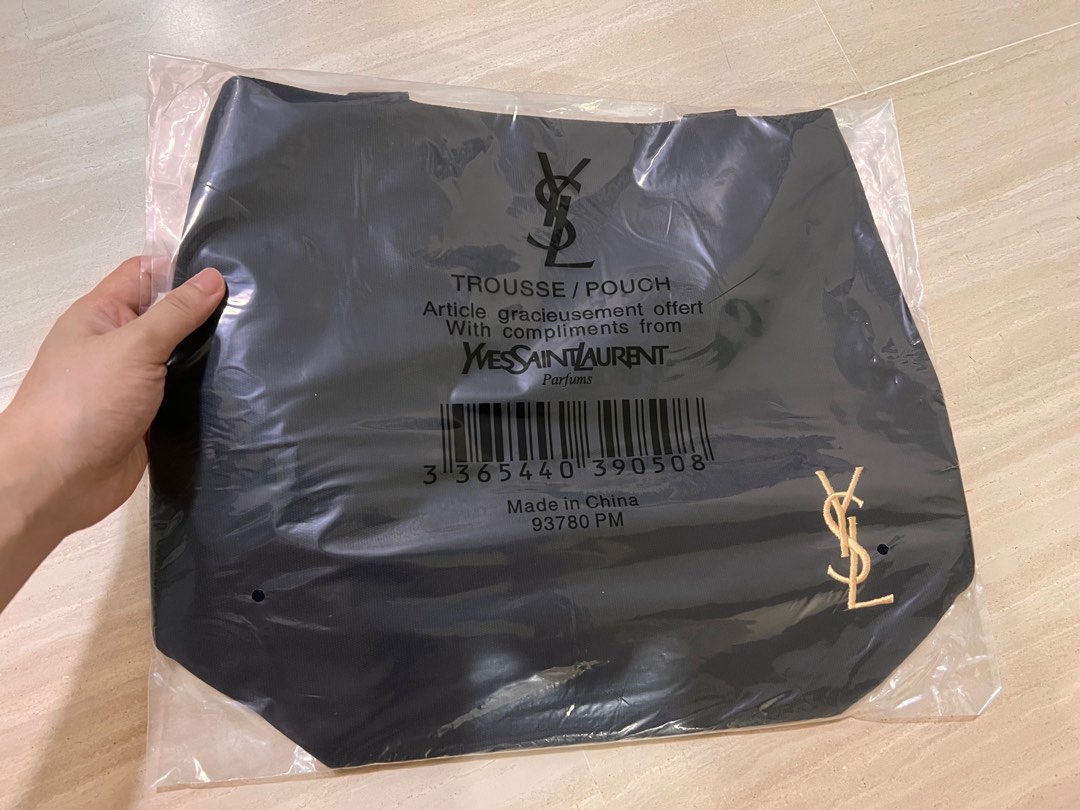 YSL
TROUSSE / POUCH
Article gracieusement offert
With compliments from
YVESSAINTLAURENT
Parfums
3 365440 390508
Made in China
93780 PM
YSL